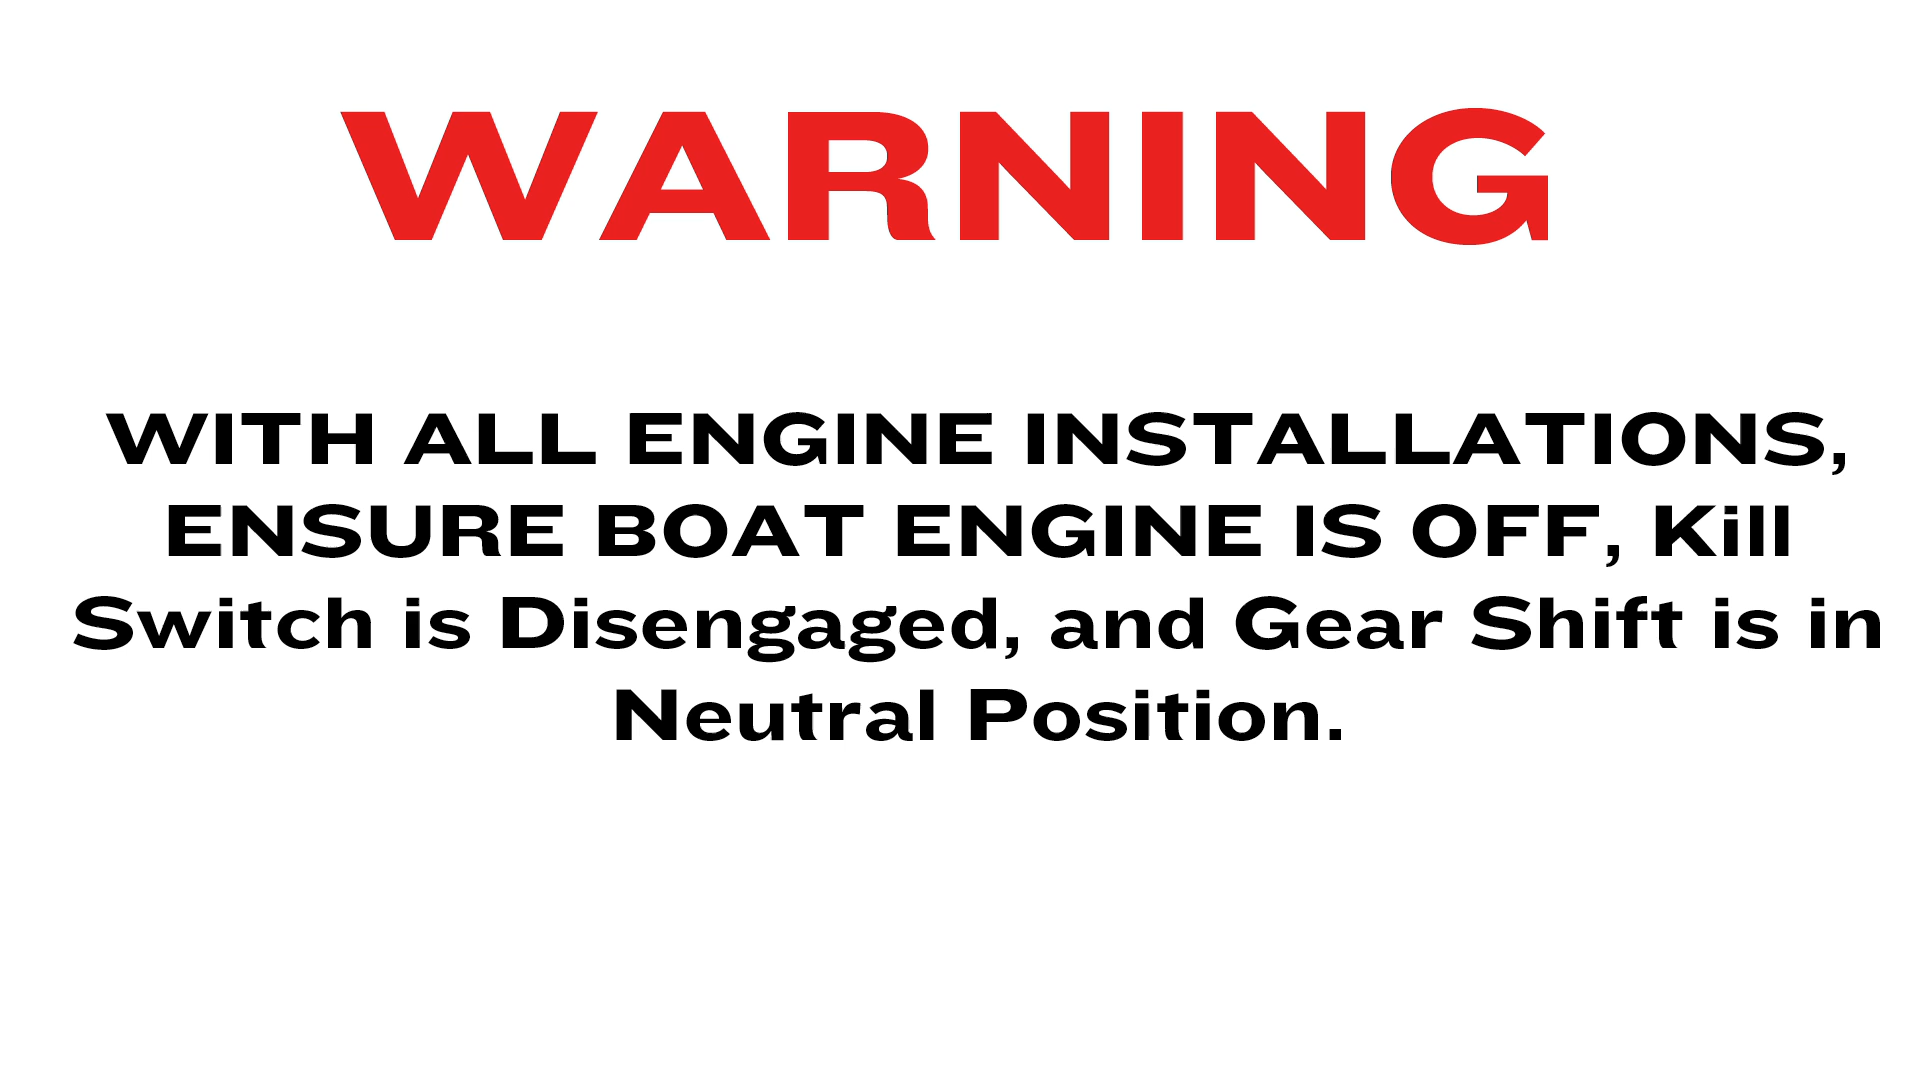 WARNING
WITH ALL ENGINE INSTALLATIONS,
ENSURE BOAT ENGINE IS OFF, Kill
Switch is Disengaged, and Gear Shift is in
Neutral Position.